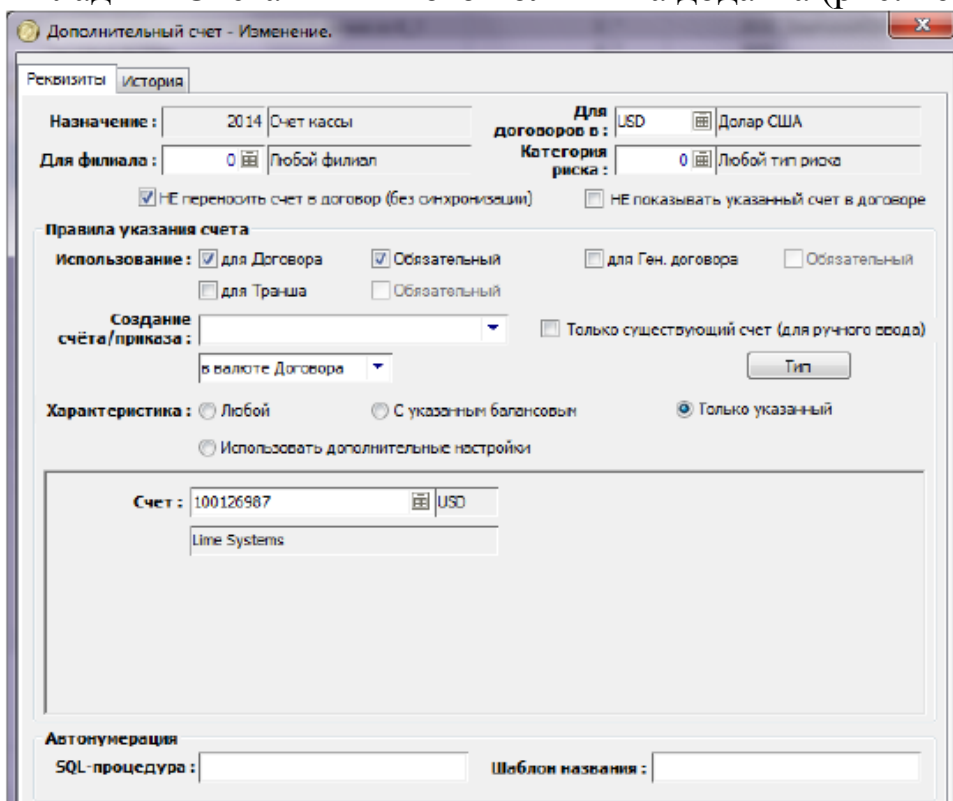 Дополнительный счет - Изменение.
Реквизиты История
Назначение : 2014 Счет кассы Для договоров в : USD Долар США
Для филиала : 0 Любой филиал Категория риска : 0 Любой тип риска
НЕ переносить счет в договор (без синхронизации) НЕ показывать указанный счет в договоре
Правила указания счета
Использование : для Договора Обязательный для Ген. договора Обязательный
для Транша Обязательный
Создание счёта/приказа : Только существующий счет (для ручного ввода)
в валюте Договора Тип
Характеристика : Любой С указанным балансовым Только указанный
Использовать дополнительные настройки
Счет : 100126987 USD
Lime Systems
Автонумерация
SQL-процедура : Шаблон названия :